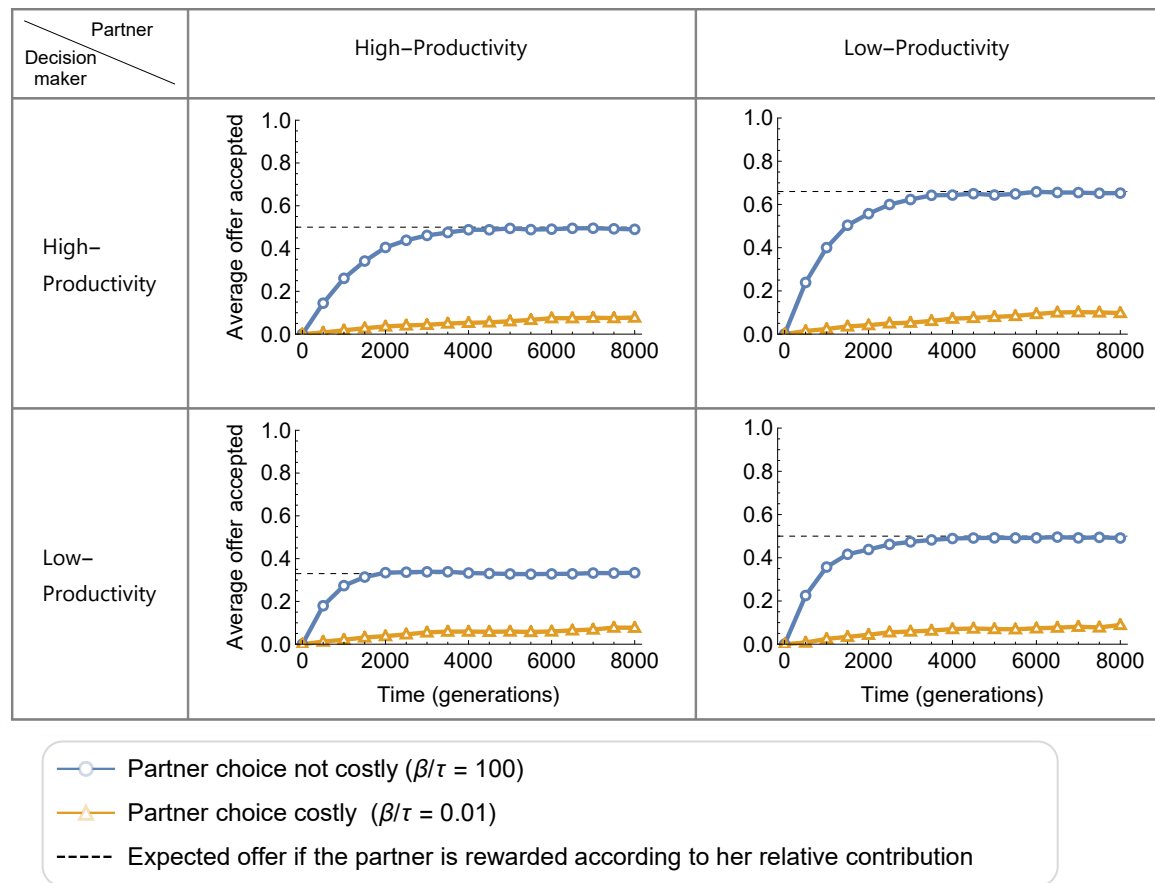 Partner
Decision
maker
High–Productivity
Low–Productivity
High–
Productivity
Average offer accepted
1.0
0.8
0.6
0.4
0.2
0.0
0 2000 4000 6000 8000
1.0
0.8
0.6
0.4
0.2
0.0
0 2000 4000 6000 8000
Low–
Productivity
Average offer accepted
1.0
0.8
0.6
0.4
0.2
0.0
0 2000 4000 6000 8000
Time (generations)
1.0
0.8
0.6
0.4
0.2
0.0
0 2000 4000 6000 8000
Time (generations)
Partner choice not costly (β/τ = 100)
Partner choice costly (β/τ = 0.01)
Expected offer if the partner is rewarded according to her relative contribution